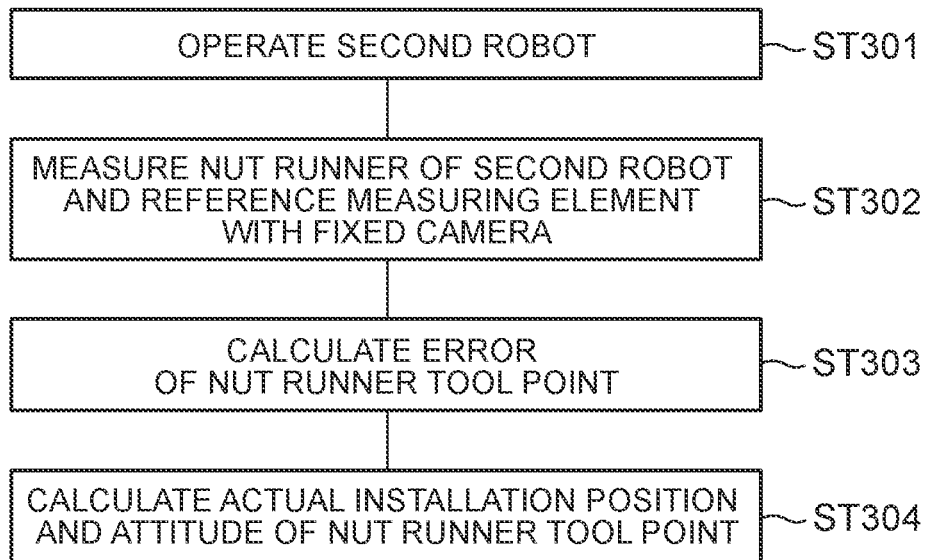 OPERATE SECOND ROBOT
ST301
MEASURE NUT RUNNER OF SECOND ROBOT
AND REFERENCE MEASURING ELEMENT
WITH FIXED CAMERA
ST302
CALCULATE ERROR
OF NUT RUNNER TOOL POINT
ST303
CALCULATE ACTUAL INSTALLATION POSITION
AND ATTITUDE OF NUT RUNNER TOOL POINT
ST304